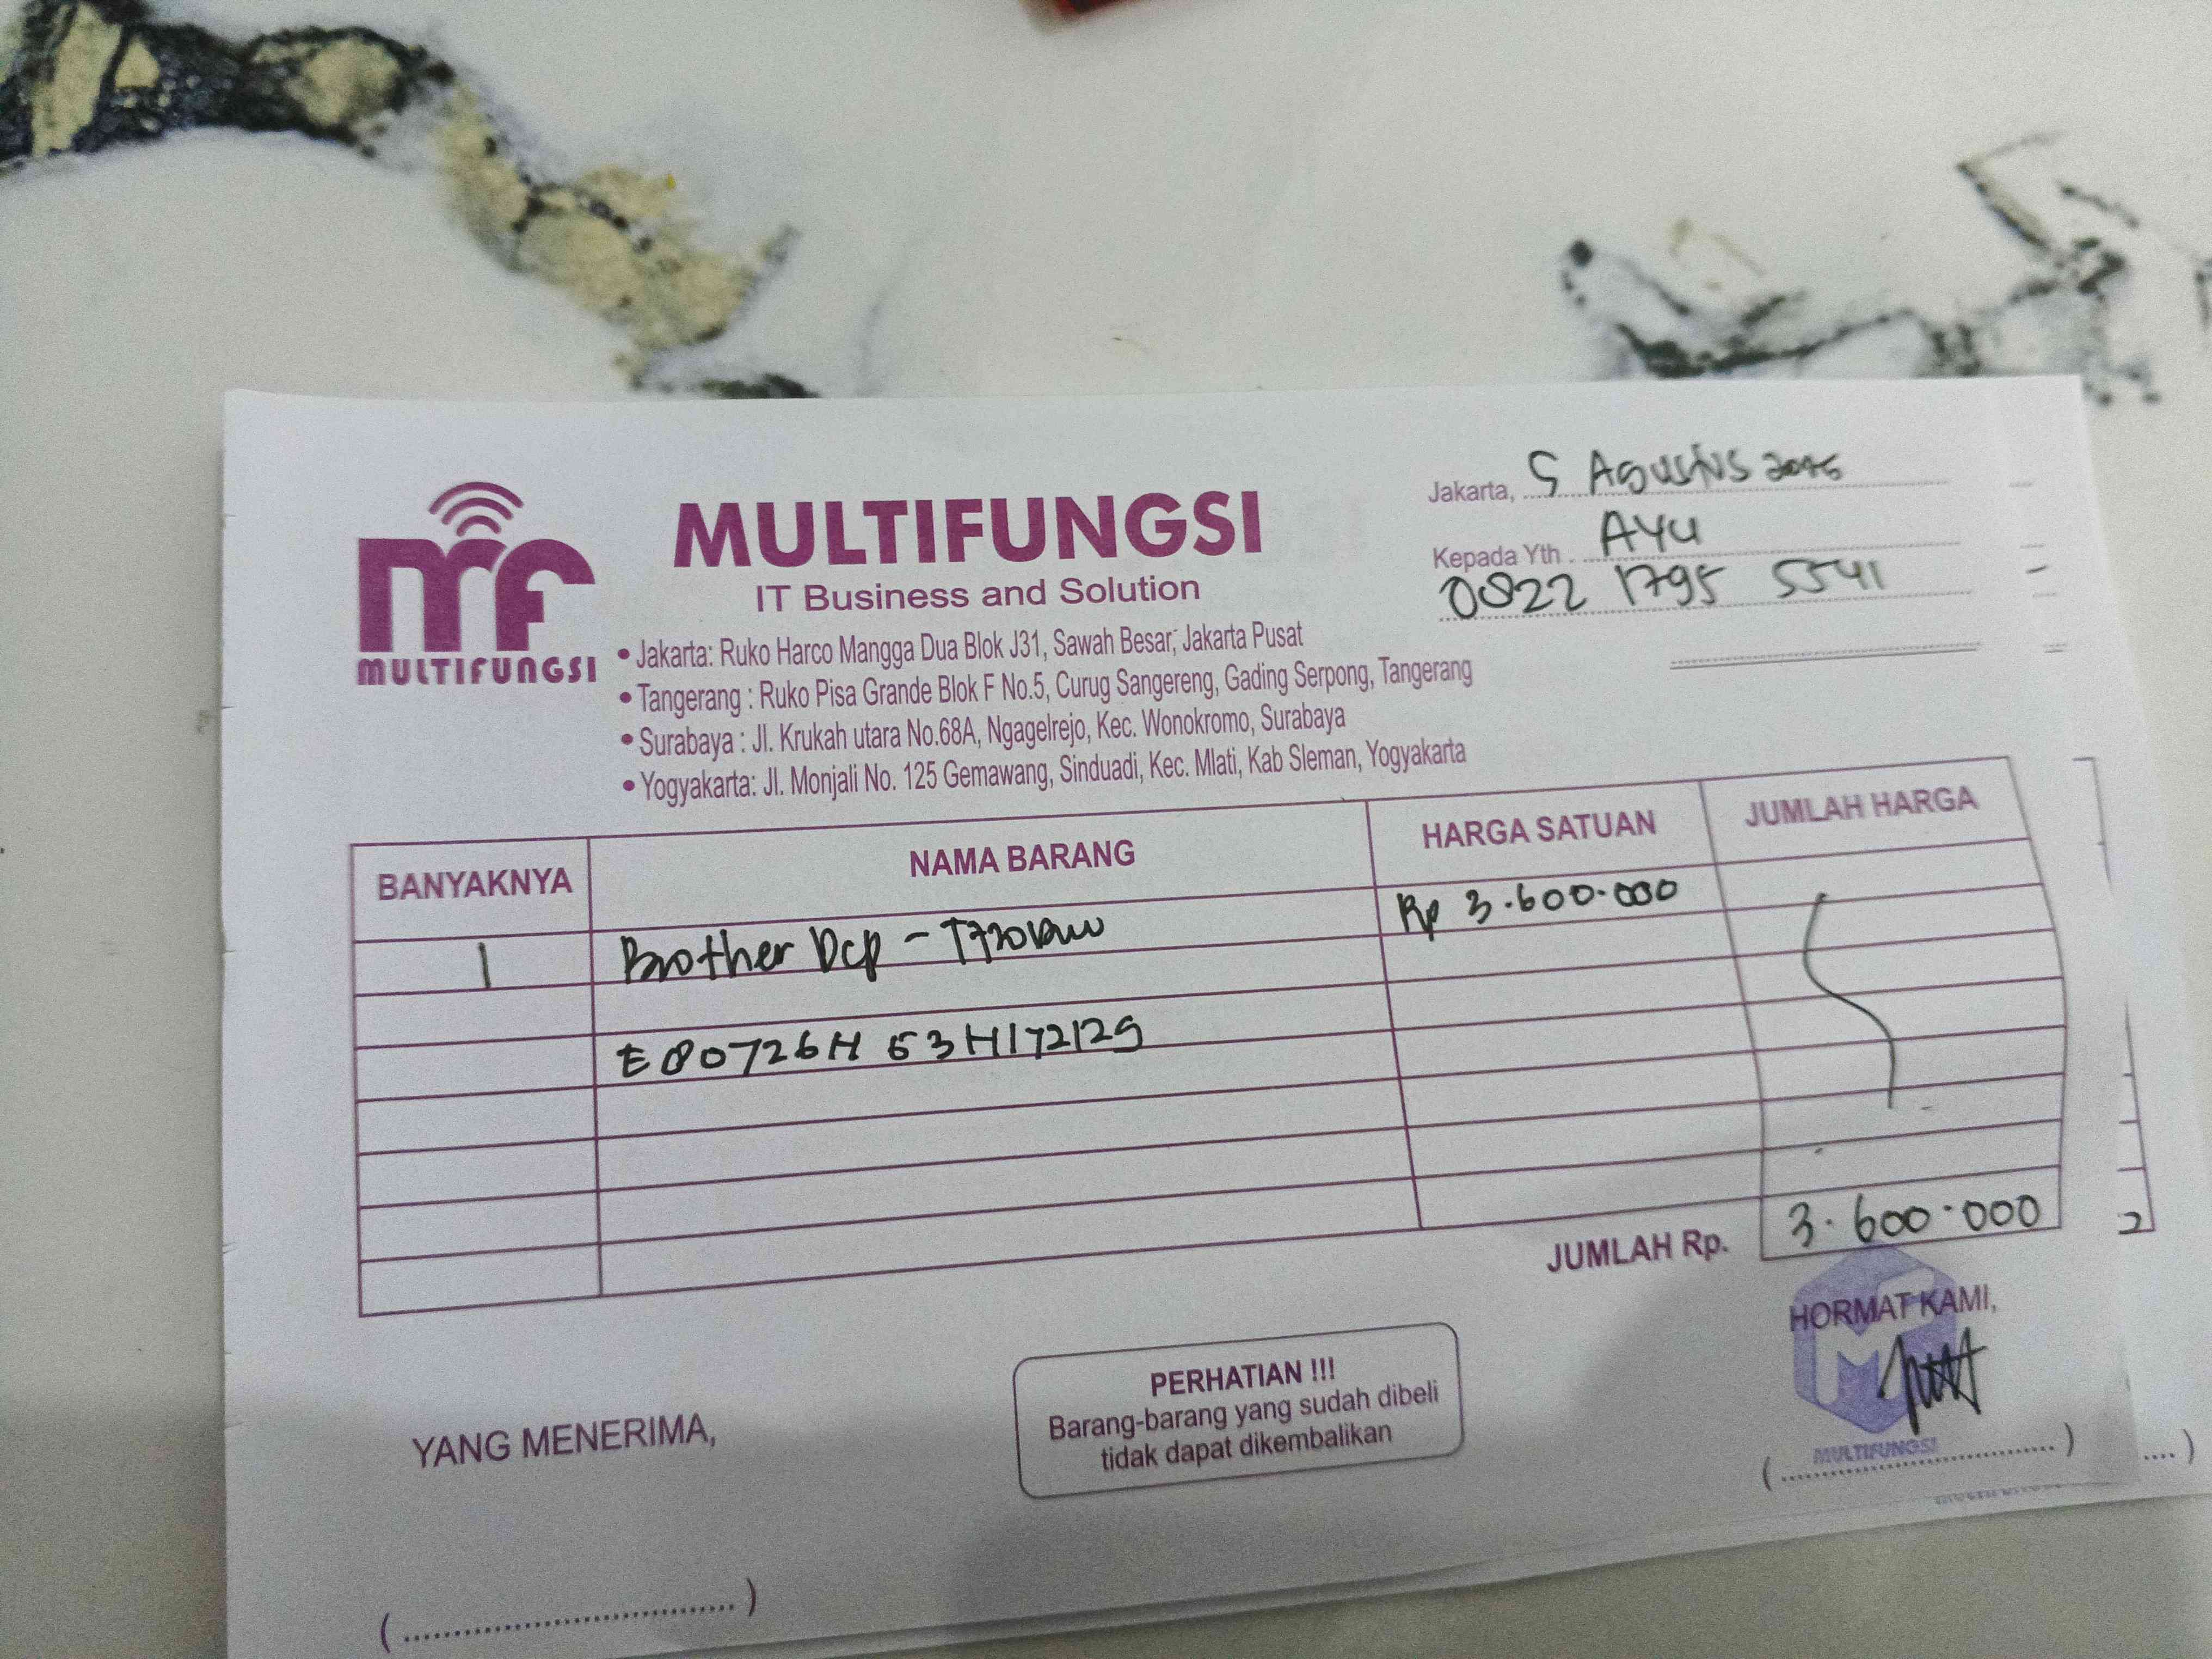 mf
MULTIFUNGSI
MULTIFUNGSI
IT Business and Solution
• Jakarta: Ruko Harco Mangga Dua Blok J31, Sawah Besar, Jakarta Pusat
• Tangerang : Ruko Pisa Grande Blok F No.5, Curug Sangereng, Gading Serpong, Tangerang
• Surabaya : Jl. Krukah utara No.68A, Ngagelrejo, Kec. Wonokromo, Surabaya
• Yogyakarta: Jl. Monjali No. 125 Gemawang, Sinduadi, Kec. Mlati, Kab Sleman, Yogyakarta
Jakarta, 5 Agustus
Kepada Yth . AYU
0822 1795 5541
BANYAKNYA NAMA BARANG HARGA SATUAN JUMLAH HARGA
1 Brother Dcp - T720DW Rp 3.600.000
E80726H 53H172129
JUMLAH Rp. 3.600.000
HORMAT KAMI,
MULTIFUNGSI
YANG MENERIMA,
PERHATIAN !!!
Barang-barang yang sudah dibeli
tidak dapat dikembalikan